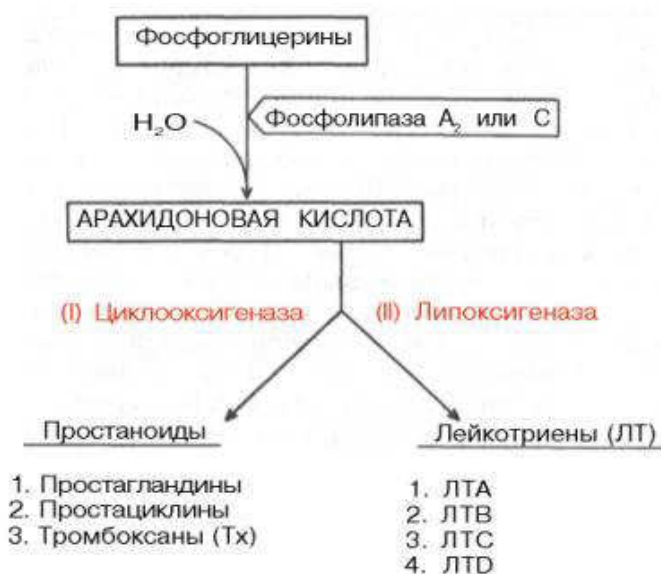 Фосфоглицерины
H₂O
Фосфолипаза A₂ или C
АРАХИДОНОВАЯ КИСЛОТА
(I) Циклооксигеназа
(II) Липоксигеназа
Простаноиды
1. Простагландины
2. Простациклины
3. Тромбоксаны (Тх)
Лейкотриены (ЛТ)
1. ЛТА
2. ЛТВ
3. ЛТС
4. ЛТD